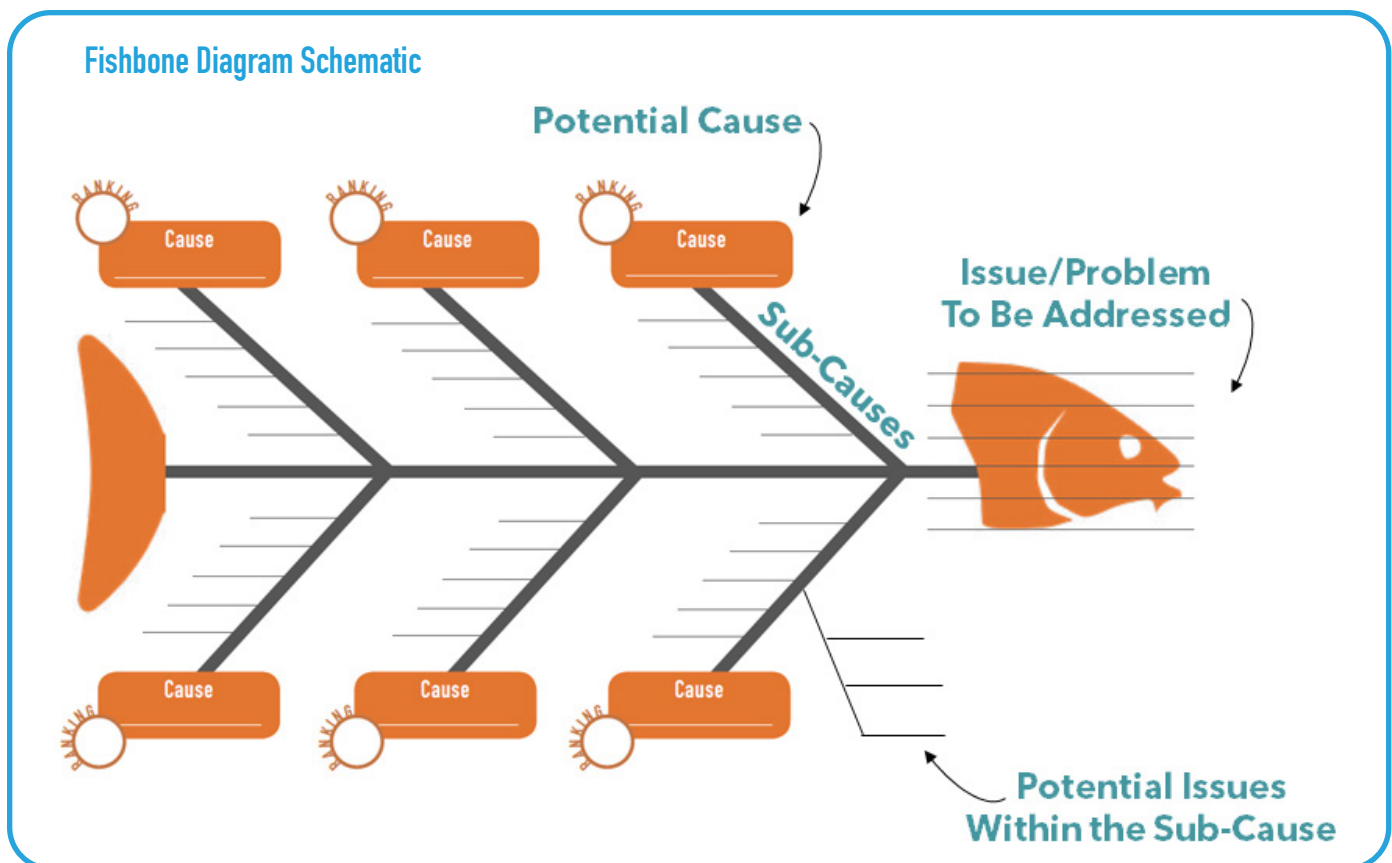 Fishbone Diagram Schematic
Potential Cause
RANKING
Cause
RANKING
Cause
RANKING
Cause
Issue/Problem
To Be Addressed
Sub-Causes
Cause
RANKING
Cause
RANKING
Cause
RANKING
Potential Issues
Within the Sub-Cause